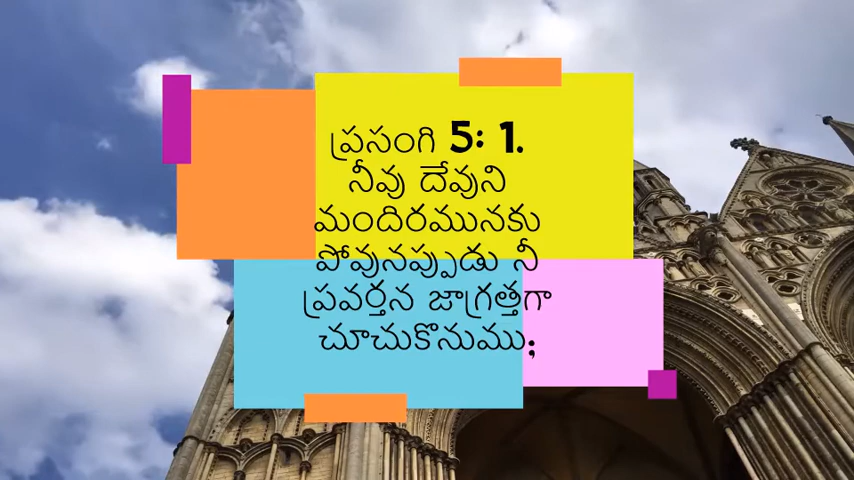 ప్రసంగి 5: 1.
నీవు దేవుని
మందిరమునకు
పోవునప్పుడు నీ
ప్రవర్తన జాగ్రత్తగా
చూచుకొనుము;